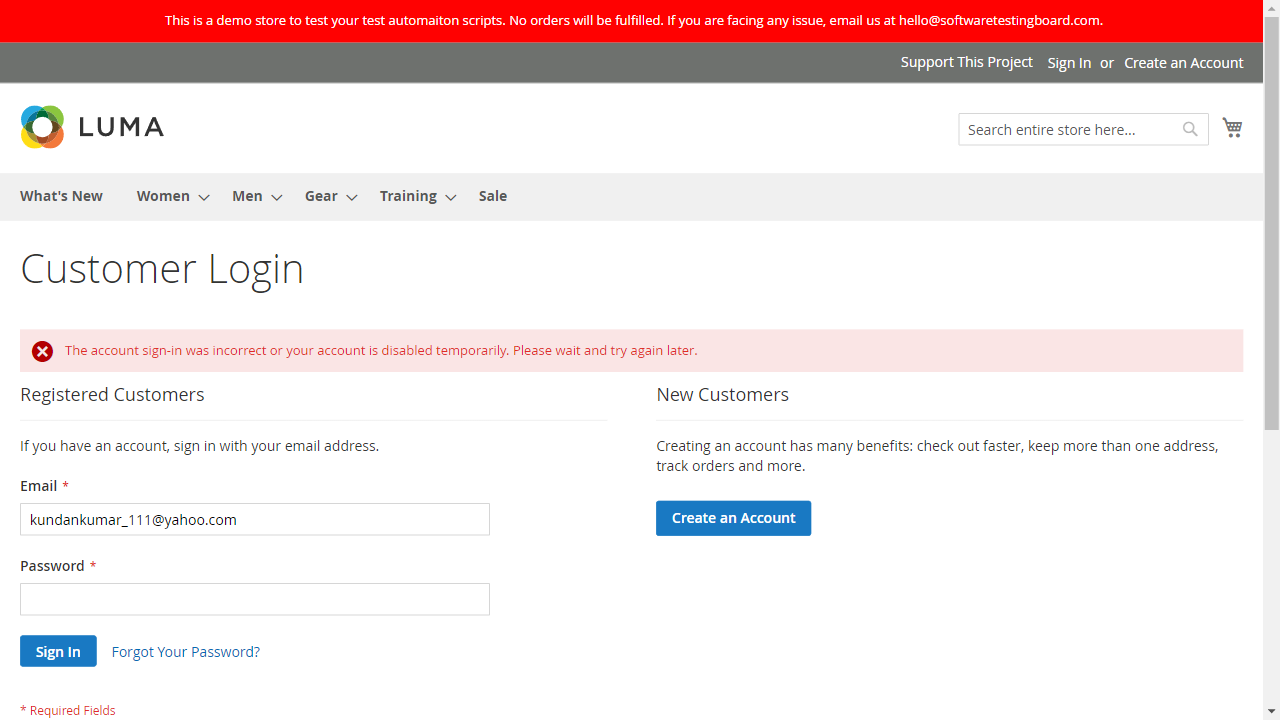 This is a demo store to test your test automaiton scripts. No orders will be fulfilled. If you are facing any issue, email us at hello@softwaretestingboard.com.
Support This Project Sign In or Create an Account
LUMA
Search entire store here...
What's New Women Men Gear Training Sale
Customer Login
The account sign-in was incorrect or your account is disabled temporarily. Please wait and try again later.
Registered Customers
If you have an account, sign in with your email address.
Email *
kundankumar_111@yahoo.com
Password *
Sign In Forgot Your Password?
* Required Fields
New Customers
Creating an account has many benefits: check out faster, keep more than one address,
track orders and more.
Create an Account